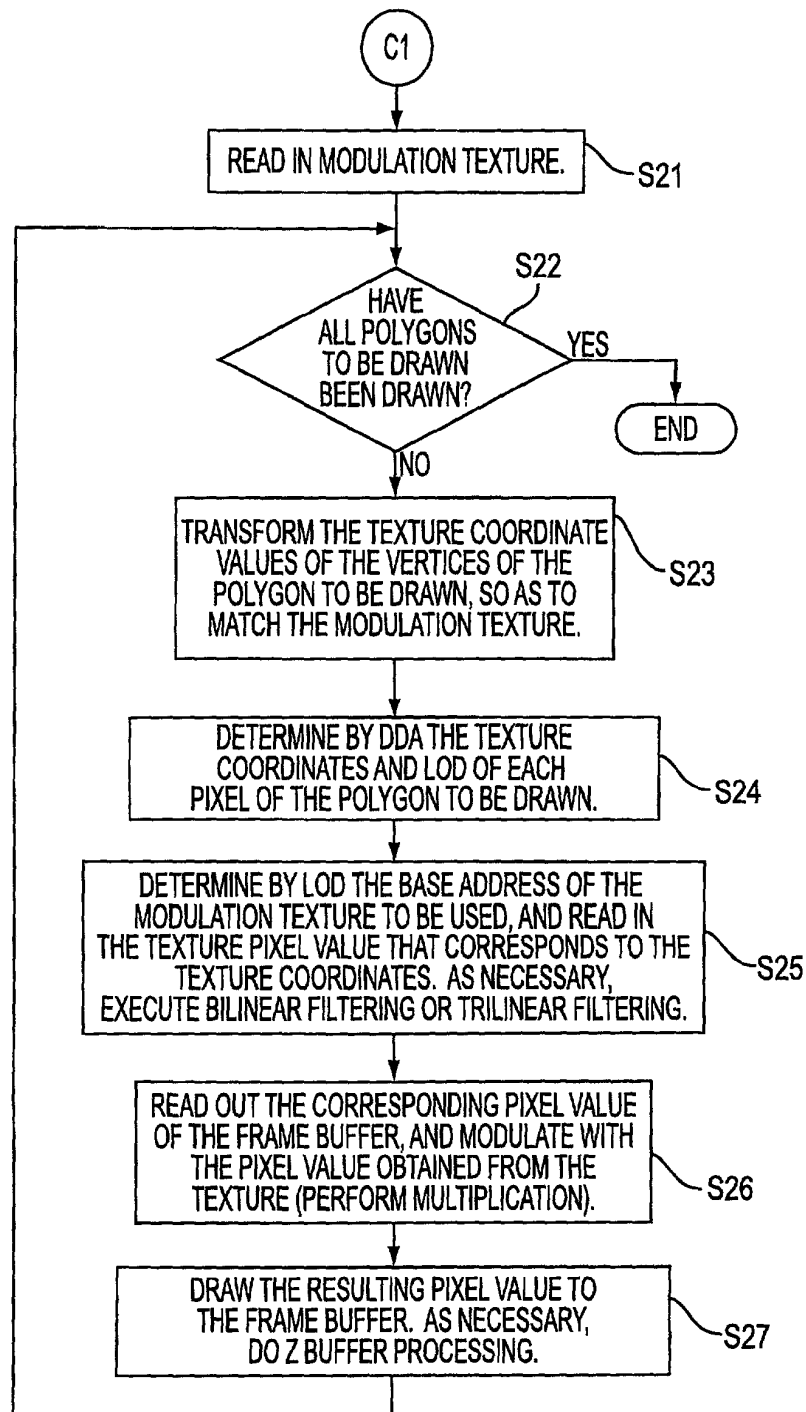 C1
READ IN MODULATION TEXTURE.
S21
S22
HAVE
ALL POLYGONS
TO BE DRAWN
BEEN DRAWN?
YES
END
NO
TRANSFORM THE TEXTURE COORDINATE
VALUES OF THE VERTICES OF THE
POLYGON TO BE DRAWN, SO AS TO
MATCH THE MODULATION TEXTURE.
S23
DETERMINE BY DDA THE TEXTURE
COORDINATES AND LOD OF EACH
PIXEL OF THE POLYGON TO BE DRAWN.
S24
DETERMINE BY LOD THE BASE ADDRESS OF THE
MODULATION TEXTURE TO BE USED, AND READ IN
THE TEXTURE PIXEL VALUE THAT CORRESPONDS TO THE
TEXTURE COORDINATES. AS NECESSARY,
EXECUTE BILINEAR FILTERING OR TRILINEAR FILTERING.
S25
READ OUT THE CORRESPONDING PIXEL VALUE
OF THE FRAME BUFFER, AND MODULATE WITH
THE PIXEL VALUE OBTAINED FROM THE
TEXTURE (PERFORM MULTIPLICATION).
S26
DRAW THE RESULTING PIXEL VALUE TO
THE FRAME BUFFER. AS NECESSARY,
DO Z BUFFER PROCESSING.
S27